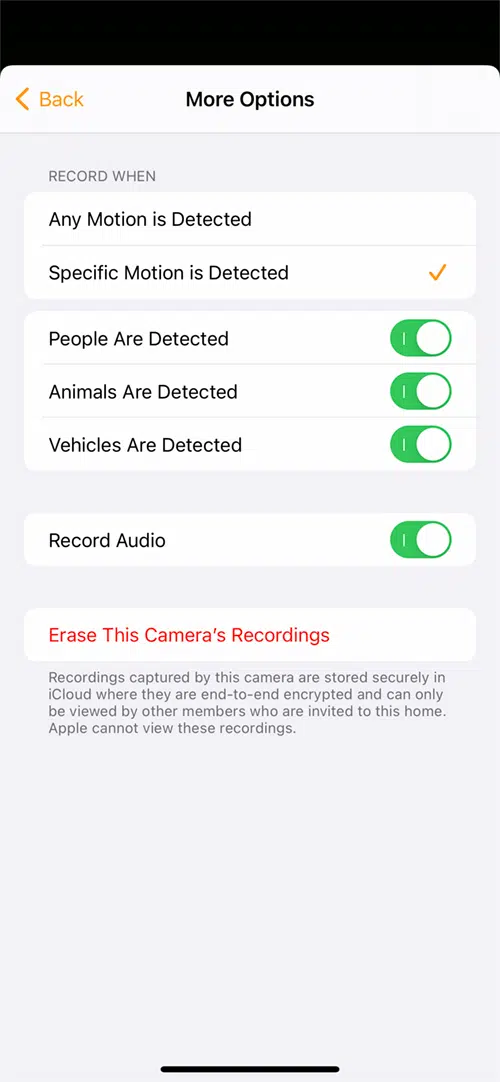 Back
More Options
RECORD WHEN
Any Motion is Detected
Specific Motion is Detected
People Are Detected
Animals Are Detected
Vehicles Are Detected
Record Audio
Erase This Camera’s Recordings
Recordings captured by this camera are stored securely in
iCloud where they are end-to-end encrypted and can only
be viewed by other members who are invited to this home.
Apple cannot view these recordings.